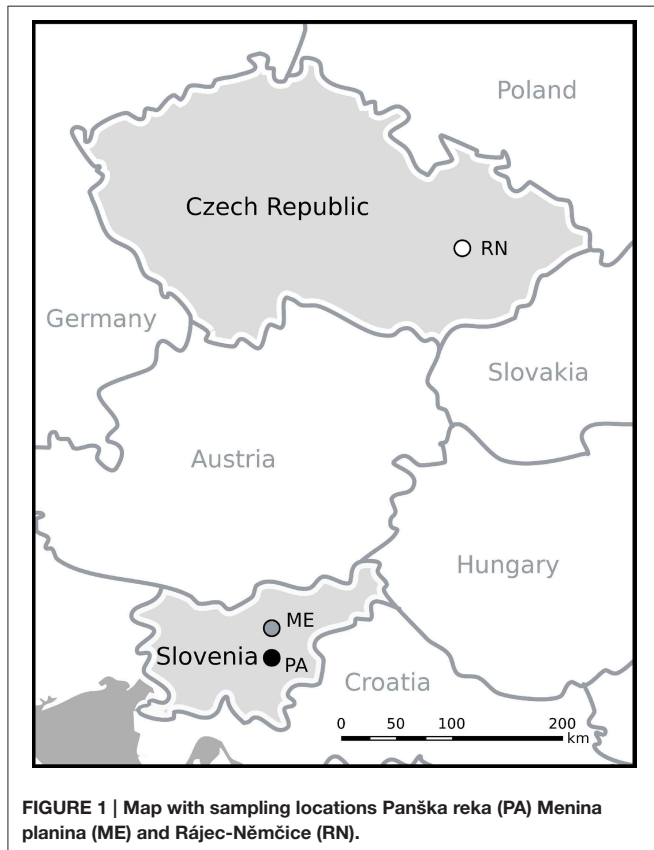 Poland
Czech Republic
RN
Germany
Slovakia
Austria
Hungary
ME
Slovenia
PA
Croatia
0 50 100 200
km
FIGURE 1 | Map with sampling locations Panška reka (PA) Menina
planina (ME) and Rájec-Němčice (RN).